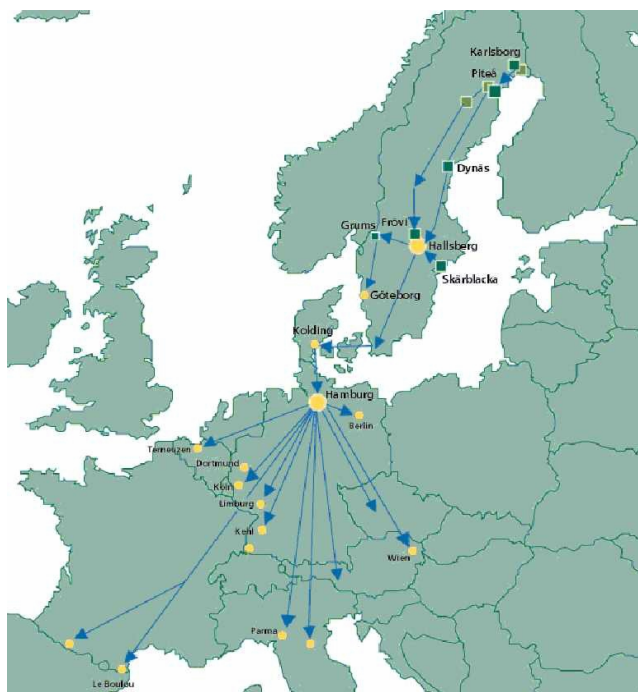 Karlsborg
Piteå
Dynäs
Frövi
Grums
Hallsberg
Skärblacka
Göteborg
Kolding
Hamburg
Berlin
Terneuzen
Dortmund
Köln
Limburg
Kehl
Wien
Parma
Le Boulou